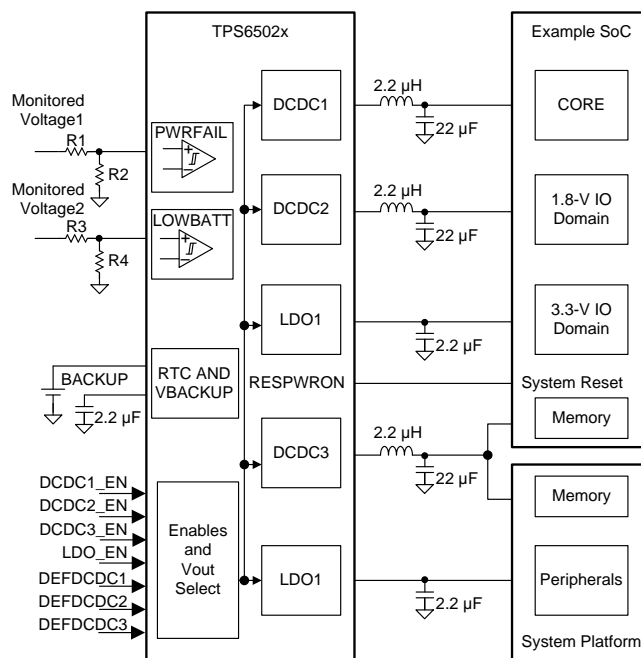 TPS6502x
Example SoC
Monitored
Voltage1
R1
R2
PWRFAIL
Monitored
Voltage2
R3
R4
LOWBATT
BACKUP
2.2 µF
RTC AND
VBACKUP
DCDC1_EN
DCDC2_EN
DCDC3_EN
LDO_EN
DEFDCDC1
DEFDCDC2
DEFDCDC3
Enables
and
Vout
Select
DCDC1
2.2 µH
22 µF
CORE
DCDC2
2.2 µH
22 µF
1.8-V IO
Domain
LDO1
2.2 µF
3.3-V IO
Domain
RESPWRON
System Reset
DCDC3
2.2 µH
22 µF
Memory
Memory
LDO1
2.2 µF
Peripherals
System Platform